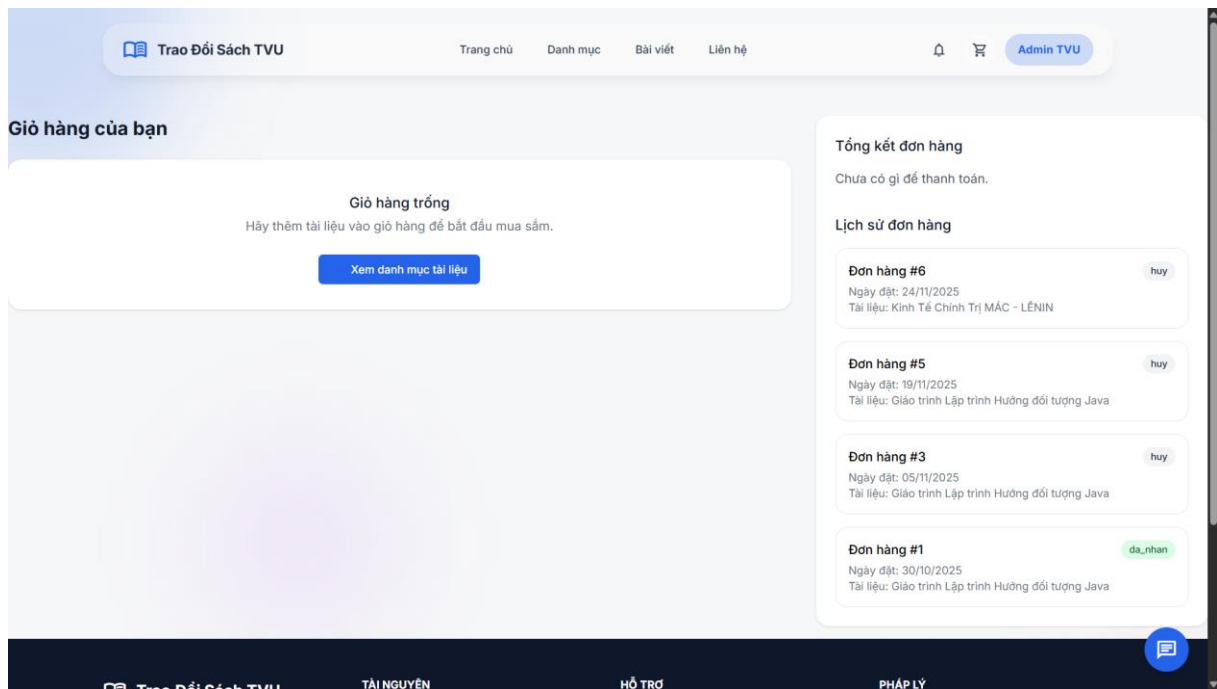 Trao Đổi Sách TVU
Trang chủ
Danh mục
Bài viết
Liên hệ
Admin TVU
Giỏ hàng của bạn
Giỏ hàng trống
Hãy thêm tài liệu vào giỏ hàng để bắt đầu mua sắm.
Xem danh mục tài liệu
Tổng kết đơn hàng
Chưa có gì để thanh toán.
Lịch sử đơn hàng
Đơn hàng #6
huy
Ngày đặt: 24/11/2025
Tài liệu: Kinh Tế Chính Trị MÁC - LÊNIN
Đơn hàng #5
huy
Ngày đặt: 19/11/2025
Tài liệu: Giáo trình Lập trình Hướng đối tượng Java
Đơn hàng #3
huy
Ngày đặt: 05/11/2025
Tài liệu: Giáo trình Lập trình Hướng đối tượng Java
Đơn hàng #1
da_nhan
Ngày đặt: 30/10/2025
Tài liệu: Giáo trình Lập trình Hướng đối tượng Java
Trao Đổi Sách TVU
TÀI NGUYÊN
HỖ TRỢ
PHÁP LÝ